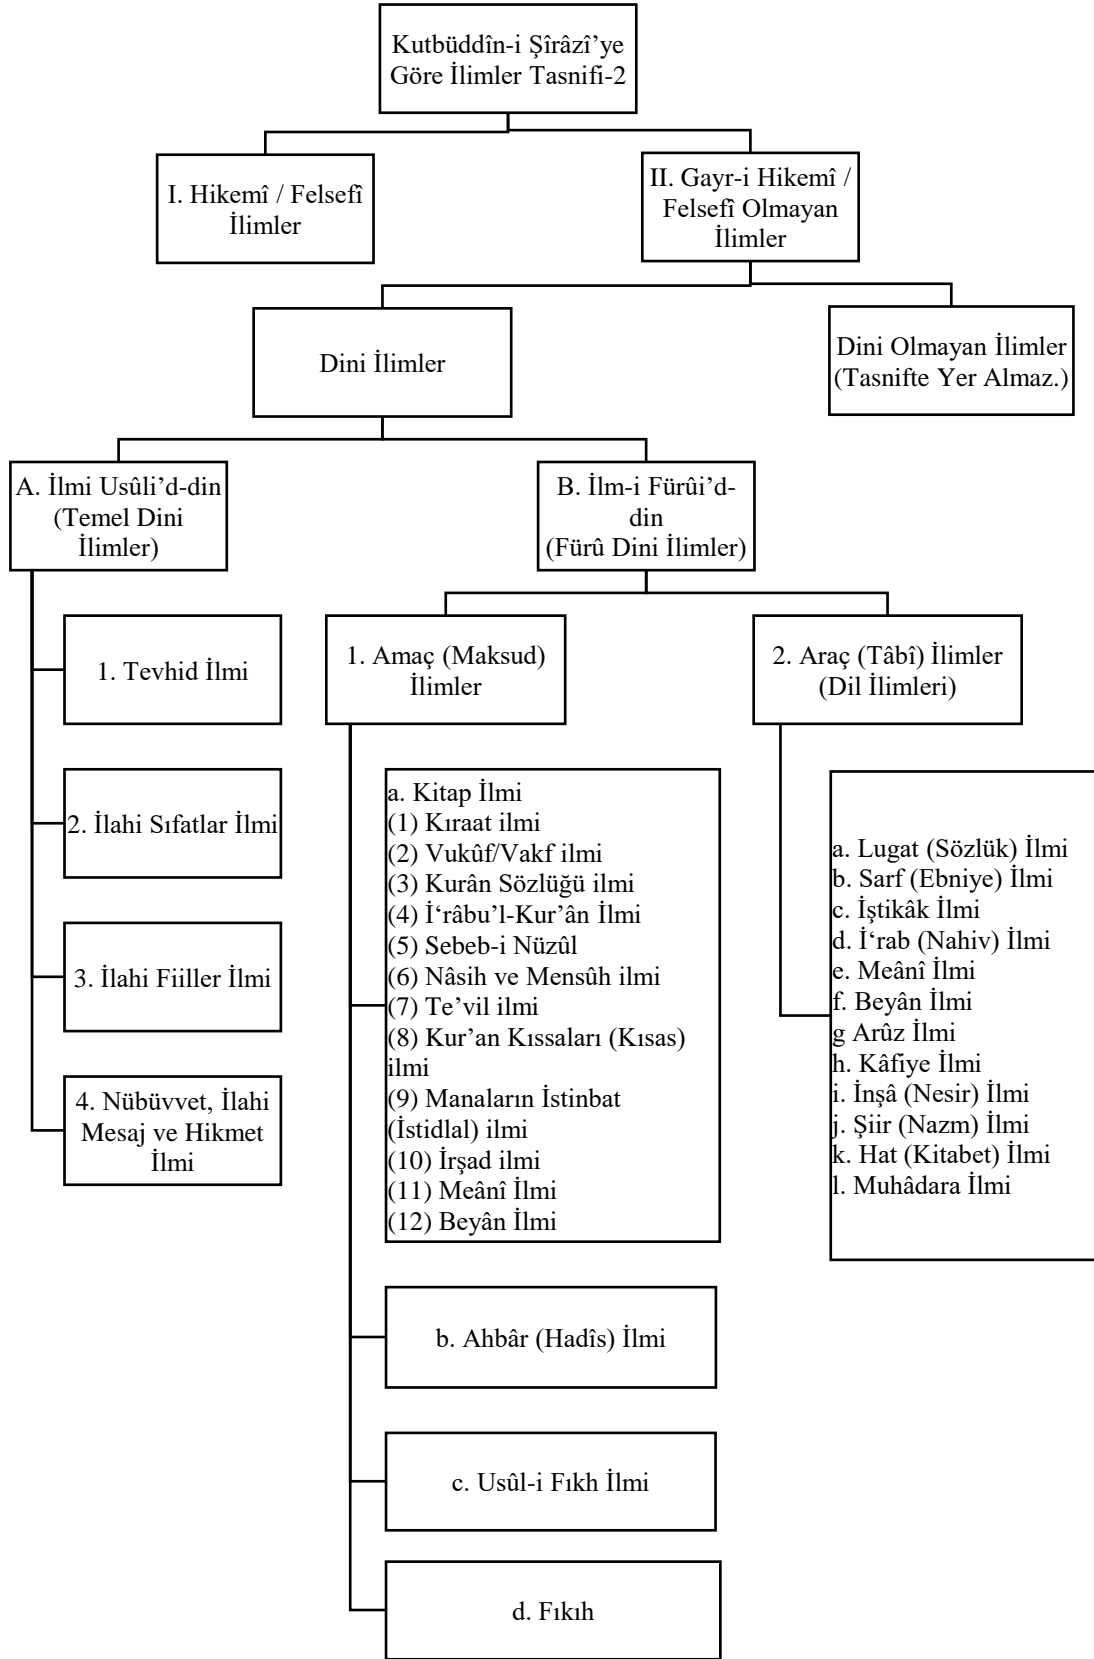 Kutbüddîn-i Şîrâzî’ye
Göre İlimler Tasnifi-2
I. Hikemî / Felsefî
İlimler
II. Gayr-i Hikemî /
Felsefî Olmayan
İlimler
Dini İlimler
Dini Olmayan İlimler
(Tasnifte Yer Almaz.)
A. İlmi Usûli’d-din
(Temel Dini
İlimler)
B. İlm-i Fürûi’d-
din
(Fürû Dini İlimler)
1. Tevhid İlmi
2. İlahi Sıfatlar İlmi
3. İlahi Fiiller İlmi
4. Nübüvvet, İlahi
Mesaj ve Hikmet
İlmi
1. Amaç (Maksud)
İlimler
a. Kitap İlmi
(1) Kıraat ilmi
(2) Vukûf/Vakf ilmi
(3) Kurân Sözlüğü ilmi
(4) İ‘râbu’l-Kur’ân İlmi
(5) Sebeb-i Nüzûl
(6) Nâsih ve Mensûh ilmi
(7) Te’vil ilmi
(8) Kur’an Kıssaları (Kısas)
ilmi
(9) Manaların İstinbat
(İstidlal) ilmi
(10) İrşad ilmi
(11) Meânî İlmi
(12) Beyân İlmi
b. Ahbâr (Hadîs) İlmi
c. Usûl-i Fıkh İlmi
d. Fıkıh
2. Araç (Tâbî) İlimler
(Dil İlimleri)
a. Lugat (Sözlük) İlmi
b. Sarf (Ebniye) İlmi
c. İştikâk İlmi
d. İ‘rab (Nahiv) İlmi
e. Meânî İlmi
f. Beyân İlmi
g Arûz İlmi
h. Kâfiye İlmi
i. İnşâ (Nesir) İlmi
j. Şiir (Nazm) İlmi
k. Hat (Kitabet) İlmi
l. Muhâdara İlmi